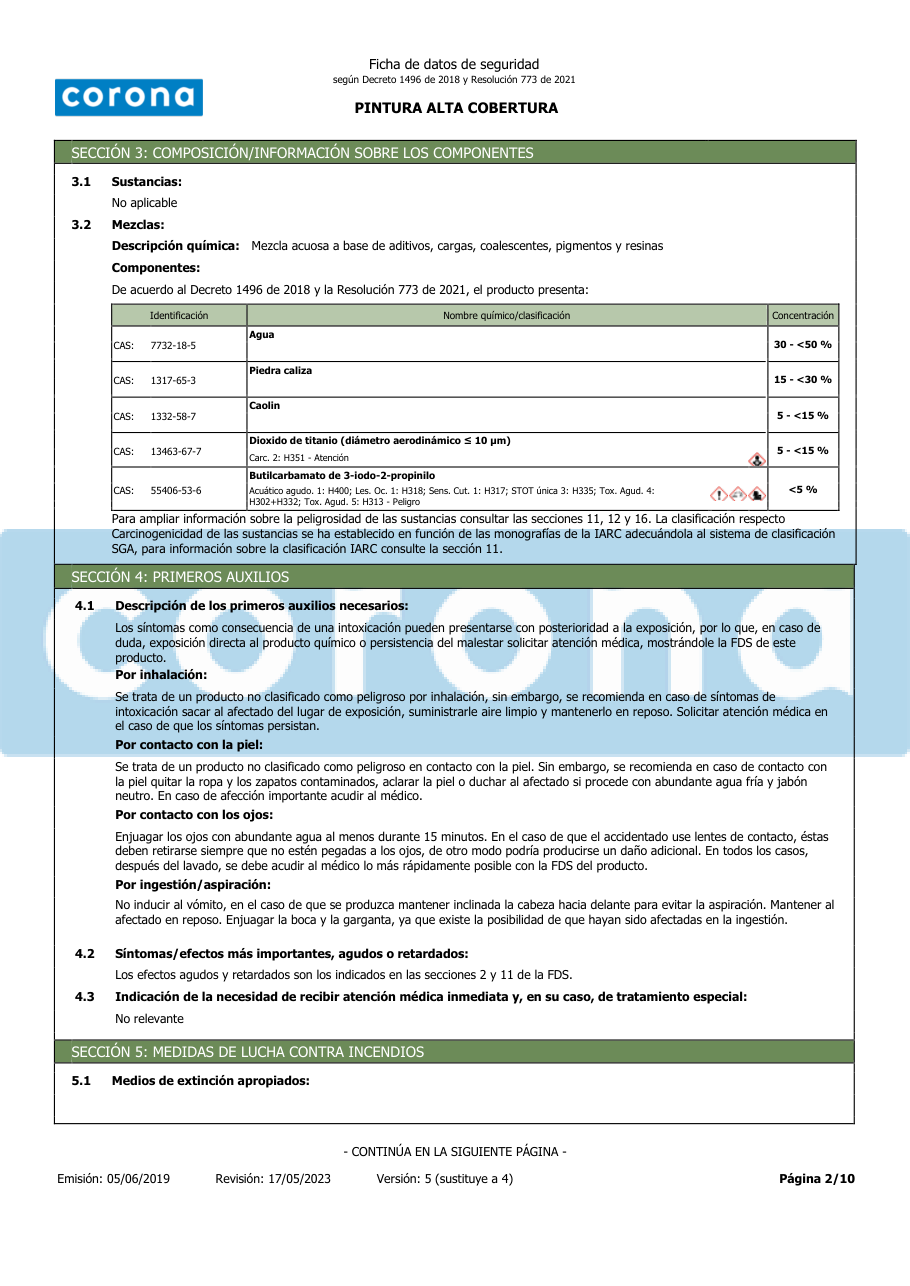 Ficha de datos de seguridad
según Decreto 1496 de 2018 y Resolución 773 de 2021
corona
PINTURA ALTA COBERTURA
SECCIÓN 3: COMPOSICIÓN/INFORMACIÓN SOBRE LOS COMPONENTES
3.1 Sustancias:
No aplicable
3.2 Mezclas:
Descripción química: Mezcla acuosa a base de aditivos, cargas, coalescentes, pigmentos y resinas
Componentes:
De acuerdo al Decreto 1496 de 2018 y la Resolución 773 de 2021, el producto presenta:
Identificación Nombre químico/clasificación Concentración
Agua
CAS: 7732-18-5 30 - <50 %
Piedra caliza
CAS: 1317-65-3 15 - <30 %
Caolin
CAS: 1332-58-7 5 - <15 %
Dioxido de titanio (diámetro aerodinámico ≤ 10 µm)
CAS: 13463-67-7 5 - <15 %
Carc. 2: H351 - Atención
Butilcarbamato de 3-iodo-2-propinilo
CAS: 55406-53-6 <5 %
Acuático agudo. 1: H400; Les. Oc. 1: H318; Sens. Cut. 1: H317; STOT única 3: H335; Tox. Agud. 4:
H302+H332; Tox. Agud. 5: H313 - Peligro
Para ampliar información sobre la peligrosidad de las sustancias consultar las secciones 11, 12 y 16. La clasificación respecto
Carcinogenicidad de las sustancias se ha establecido en función de las monografías de la IARC adecuándola al sistema de clasificación
SGA, para información sobre la clasificación IARC consulte la sección 11.
SECCIÓN 4: PRIMEROS AUXILIOS
corona
4.1 Descripción de los primeros auxilios necesarios:
Los síntomas como consecuencia de una intoxicación pueden presentarse con posterioridad a la exposición, por lo que, en caso de
duda, exposición directa al producto químico o persistencia del malestar solicitar atención médica, mostrándole la FDS de este
producto.
Por inhalación:
Se trata de un producto no clasificado como peligroso por inhalación, sin embargo, se recomienda en caso de síntomas de
intoxicación sacar al afectado del lugar de exposición, suministrarle aire limpio y mantenerlo en reposo. Solicitar atención médica en
el caso de que los síntomas persistan.
Por contacto con la piel:
Se trata de un producto no clasificado como peligroso en contacto con la piel. Sin embargo, se recomienda en caso de contacto con
la piel quitar la ropa y los zapatos contaminados, aclarar la piel o duchar al afectado si procede con abundante agua fría y jabón
neutro. En caso de afección importante acudir al médico.
Por contacto con los ojos:
Enjuagar los ojos con abundante agua al menos durante 15 minutos. En el caso de que el accidentado use lentes de contacto, éstas
deben retirarse siempre que no estén pegadas a los ojos, de otro modo podría producirse un daño adicional. En todos los casos,
después del lavado, se debe acudir al médico lo más rápidamente posible con la FDS del producto.
Por ingestión/aspiración:
No inducir al vómito, en el caso de que se produzca mantener inclinada la cabeza hacia delante para evitar la aspiración. Mantener al
afectado en reposo. Enjuagar la boca y la garganta, ya que existe la posibilidad de que hayan sido afectadas en la ingestión.
4.2 Síntomas/efectos más importantes, agudos o retardados:
Los efectos agudos y retardados son los indicados en las secciones 2 y 11 de la FDS.
4.3 Indicación de la necesidad de recibir atención médica inmediata y, en su caso, de tratamiento especial:
No relevante
SECCIÓN 5: MEDIDAS DE LUCHA CONTRA INCENDIOS
5.1 Medios de extinción apropiados:
- CONTINÚA EN LA SIGUIENTE PÁGINA -
Emisión: 05/06/2019 Revisión: 17/05/2023 Versión: 5 (sustituye a 4) Página 2/10